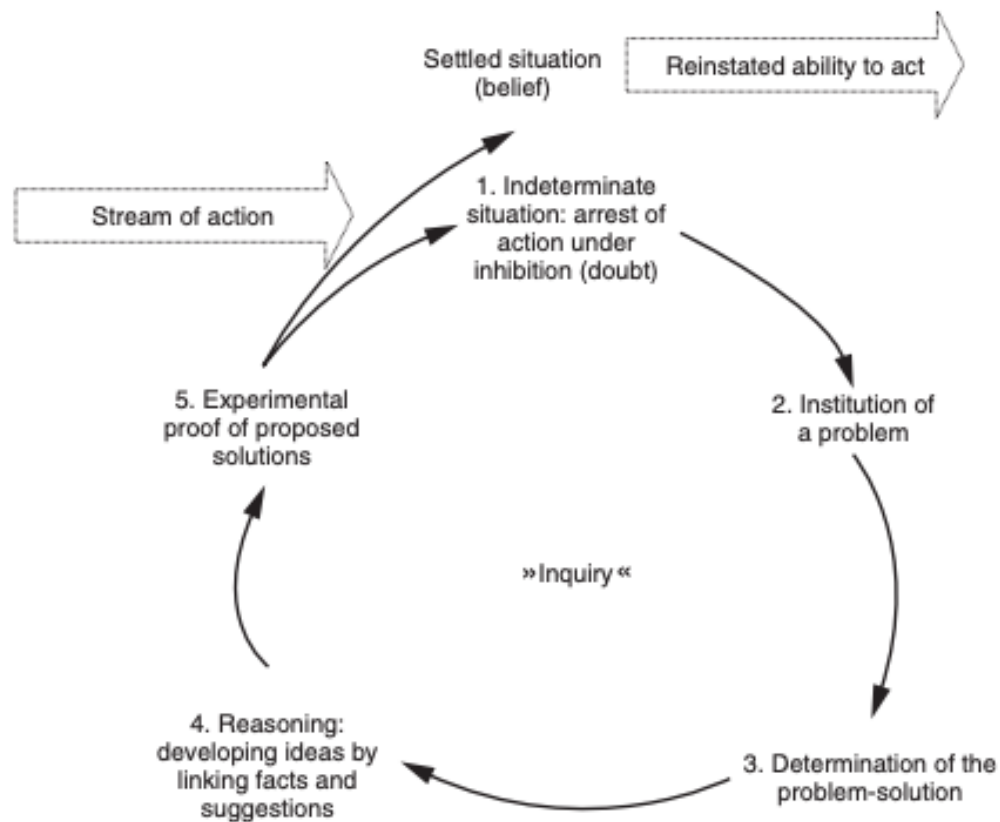 Settled situation
(belief)
Reinstated ability to act
Stream of action
1. Indeterminate
situation: arrest of
action under
inhibition (doubt)
2. Institution of
a problem
3. Determination of the
problem-solution
4. Reasoning:
developing ideas by
linking facts and
suggestions
5. Experimental
proof of proposed
solutions
»Inquiry«